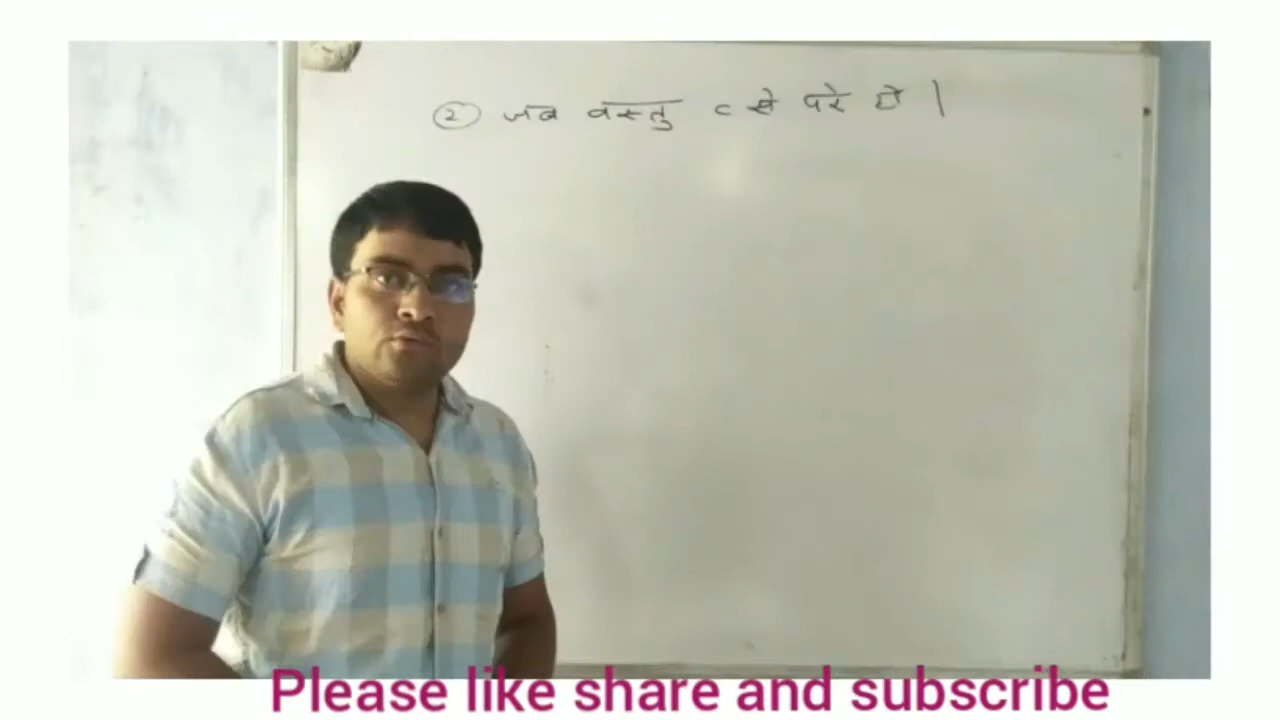 ② जब वस्तु C से परे हो |
Please like share and subscribe